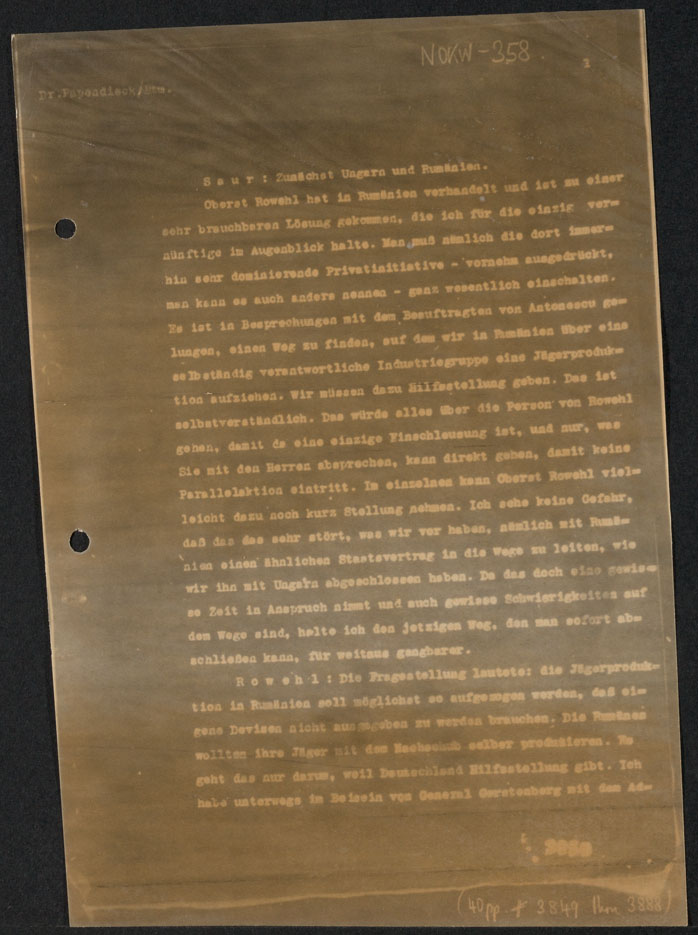 NOKW-358.
Dr.Papendieck/
S a u r : Zunächst Ungarn und Rumänien.
Oberst Rowehl hat in Rumänien verhandelt und ist zu einer
sehr brauchbaren Lösung gekommen, die ich für die einzig ver=
nünftige im Augenblick halte. Man muß nämlich die dort immer=
hin sehr dominierende Privatinitiative - vornehm ausgedrückt,
man kann es auch anders nennen - ganz wesentlich einschalten.
Es ist in Besprechungen mit dem Beauftragten von Antonescu ge=
lungen, einen Weg zu finden, auf dem wir in Rumänien über eine
selbständig verantwortliche Industriegruppe eine Jägerproduk=
tion aufziehen. Wir müssen dazu Hilfsstellung geben. Das ist
selbstverständlich. Das würde alles über die Person von Rowehl
gehen, damit da eine einzige Einschleusung ist, und nur, was
Sie mit den Herren absprechen, kann direkt gehen, damit keine
Parallelaktion eintritt. Im einzelnen kann Oberst Rowehl viel=
leicht dazu noch kurz Stellung nehmen. Ich sehe keine Gefahr,
daß das das sehr stört, was wir vor haben, nämlich mit Rumä=
nien einen ähnlichen Staatsvertrag in die Wege zu leiten, wie
wir ihn mit Ungarn abgeschlossen haben. Da das doch eine gewis=
se Zeit in Anspruch nimmt und auch gewisse Schwierigkeiten auf
dem Wege sind, halte ich den jetzigen Weg, den man sofort ab=
schließen kann, für weitaus gangbarer.
R o w e h l : Die Fragestellung lautete: die Jägerproduk=
tion in Rumänien soll möglichst so aufgezogen werden, daß ei=
gene Devisen nicht ausgegeben zu werden brauchen. Die Rumänen
wollten ihre Jäger mit dem Nachschub selber produzieren. Es
geht das nur darum, weil Deutschland Hilfsstellung gibt. Ich
habe unterwegs im Beisein von General Gerstenberg mit dem Ad=
(40pp. # 3849 thru 3888)